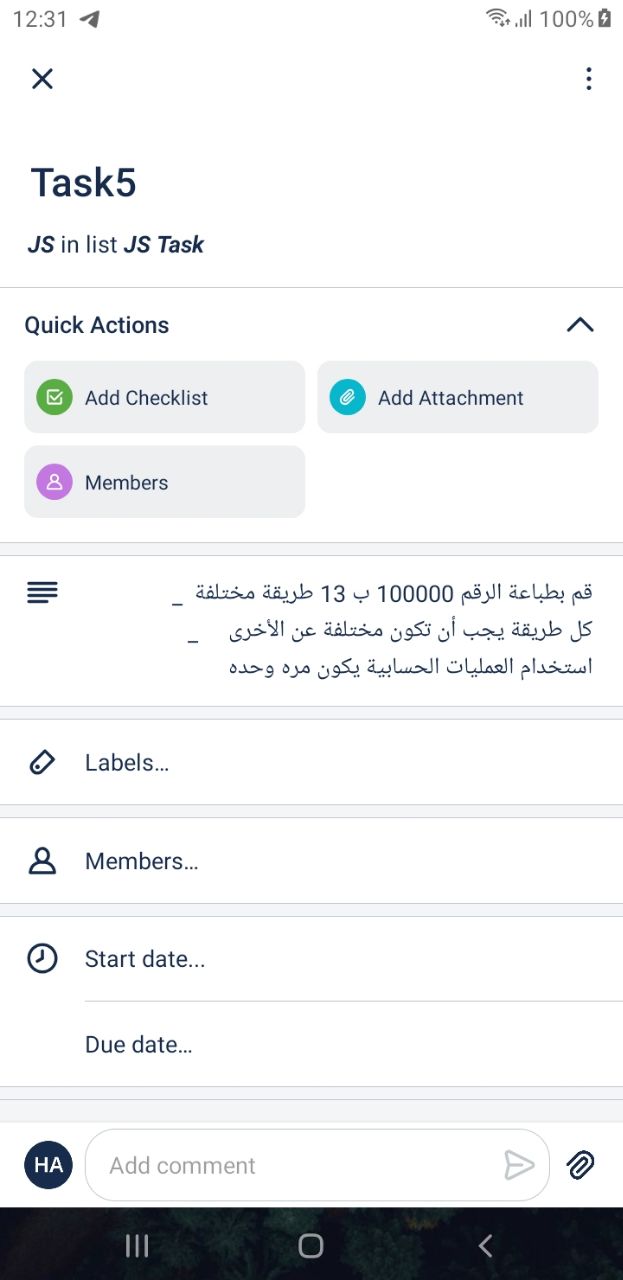 12:31 100%
Task5
JS in list JS Task
Quick Actions
Add Checklist
Add Attachment
Members
قم بطباعة الرقم 100000 ب 13 طريقة مختلفة _
كل طريقة يجب أن تكون مختلفة عن الأخرى _
استخدام العمليات الحسابية يكون مره وحده
Labels...
Members...
Start date...
Due date...
HA
Add comment